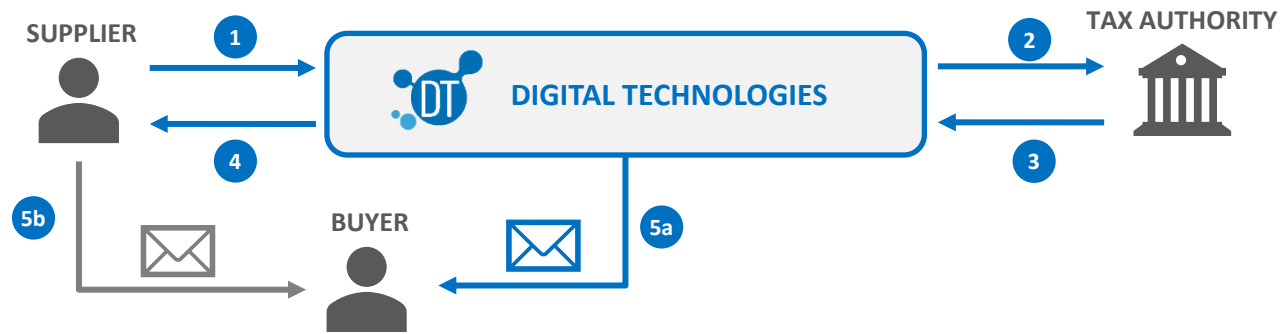 SUPPLIER
1
2
TAX AUTHORITY
DT
DIGITAL TECHNOLOGIES
4
3
5b
BUYER
5a